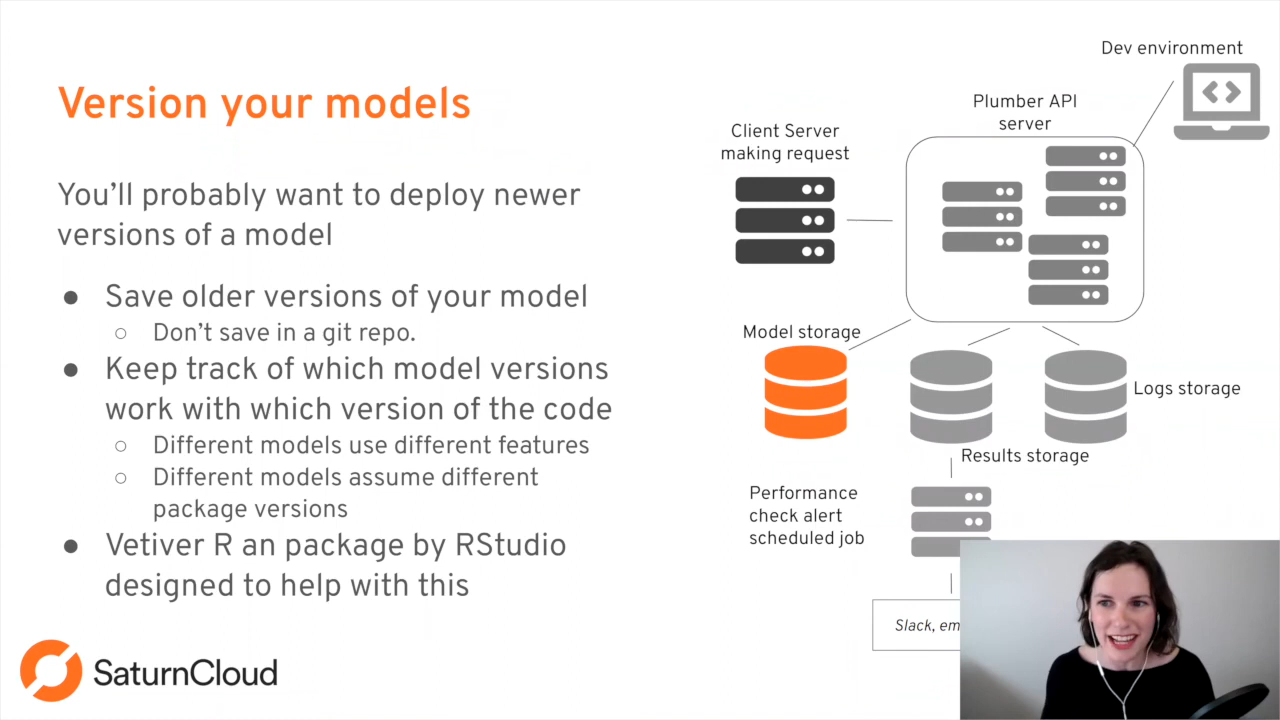 Version your models
You'll probably want to deploy newer
versions of a model
● Save older versions of your model
○ Don't save in a git repo.
● Keep track of which model versions
work with which version of the code
○ Different models use different features
○ Different models assume different
package versions
● Vetiver R an package by RStudio
designed to help with this
SaturnCloud
Dev environment
Plumber API
server
Client Server
making request
Model storage
Logs storage
Results storage
Performance
check alert
scheduled job
Slack,